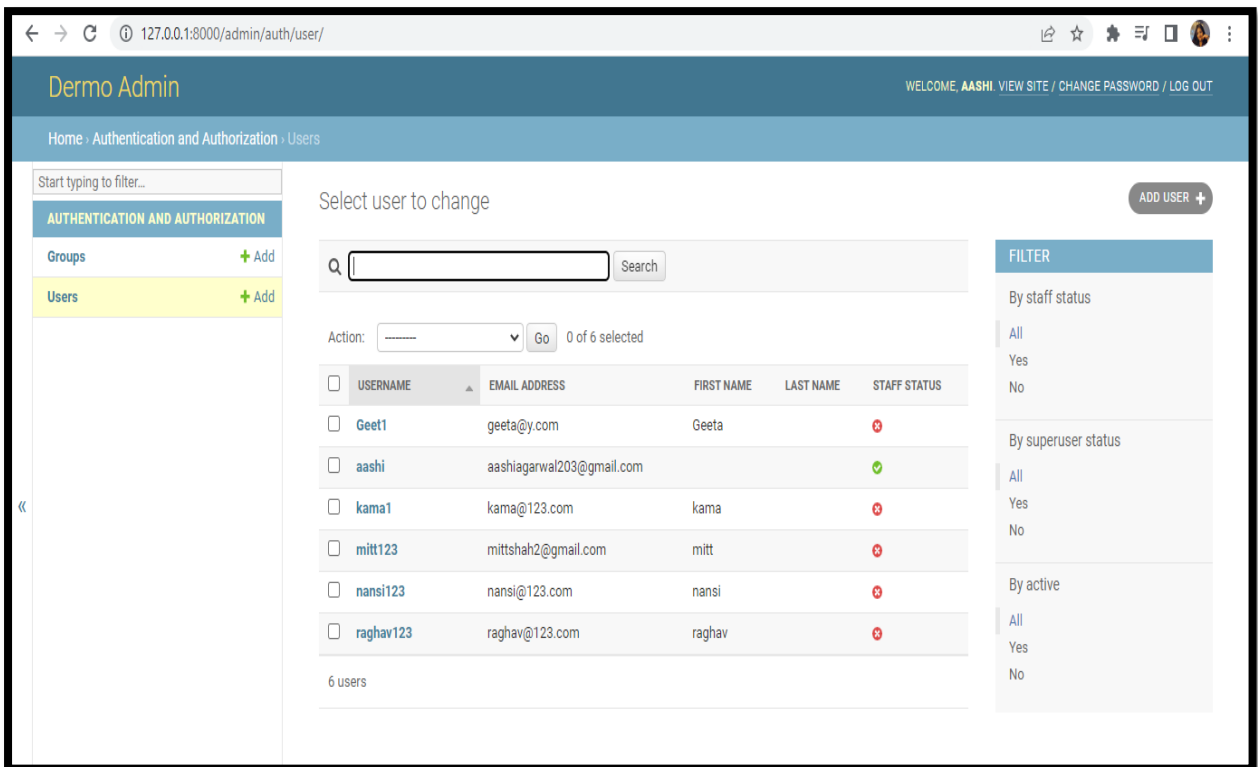 127.0.0.1:8000/admin/auth/user/
Dermo Admin
WELCOME, AASHI. VIEW SITE / CHANGE PASSWORD / LOG OUT
Home › Authentication and Authorization › Users
Start typing to filter...
AUTHENTICATION AND AUTHORIZATION
Groups + Add
Users + Add
«
Select user to change
ADD USER +
Search
Action: --------- Go 0 of 6 selected
USERNAME EMAIL ADDRESS FIRST NAME LAST NAME STAFF STATUS
Geet1 geeta@y.com Geeta
aashi aashiagarwal203@gmail.com
kama1 kama@123.com kama
mitt123 mittshah2@gmail.com mitt
nansi123 nansi@123.com nansi
raghav123 raghav@123.com raghav
6 users
FILTER
By staff status
All
Yes
No
By superuser status
All
Yes
No
By active
All
Yes
No